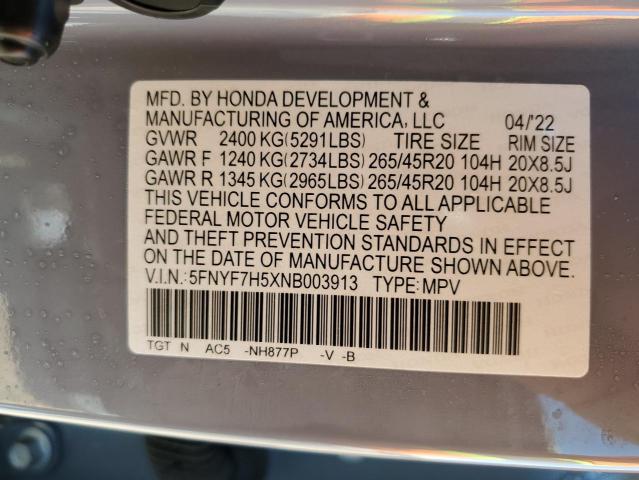 MFD. BY HONDA DEVELOPMENT &
MANUFACTURING OF AMERICA, LLC 04/'22
GVWR 2400 KG(5291LBS) TIRE SIZE RIM SIZE
GAWR F 1240 KG(2734LBS) 265/45R20 104H 20X8.5J
GAWR R 1345 KG(2965LBS) 265/45R20 104H 20X8.5J
THIS VEHICLE CONFORMS TO ALL APPLICABLE
FEDERAL MOTOR VEHICLE SAFETY
AND THEFT PREVENTION STANDARDS IN EFFECT
ON THE DATE OF MANUFACTURE SHOWN ABOVE.
V.I.N.:5FNYF7H5XNB003913 TYPE:MPV
TGT N AC5 -NH877P -V -B